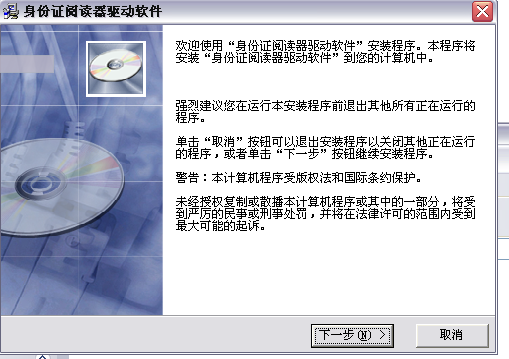 身份证阅读器驱动软件
欢迎使用“身份证阅读器驱动软件”安装程序。本程序将
安装“身份证阅读器驱动软件”到您的计算机中。
强烈建议您在运行本安装程序前退出其他所有正在运行的
程序。
单击“取消”按钮可以退出安装程序以关闭其他正在运行
的程序，或者单击“下一步”按钮继续安装程序。
警告：本计算机程序受版权法和国际条约保护。
未经授权复制或散播本计算机程序或其中的一部分，将受
到严厉的民事或刑事处罚，并将在法律许可的范围内受到
最大可能的起诉。
下一步(N) >
取消